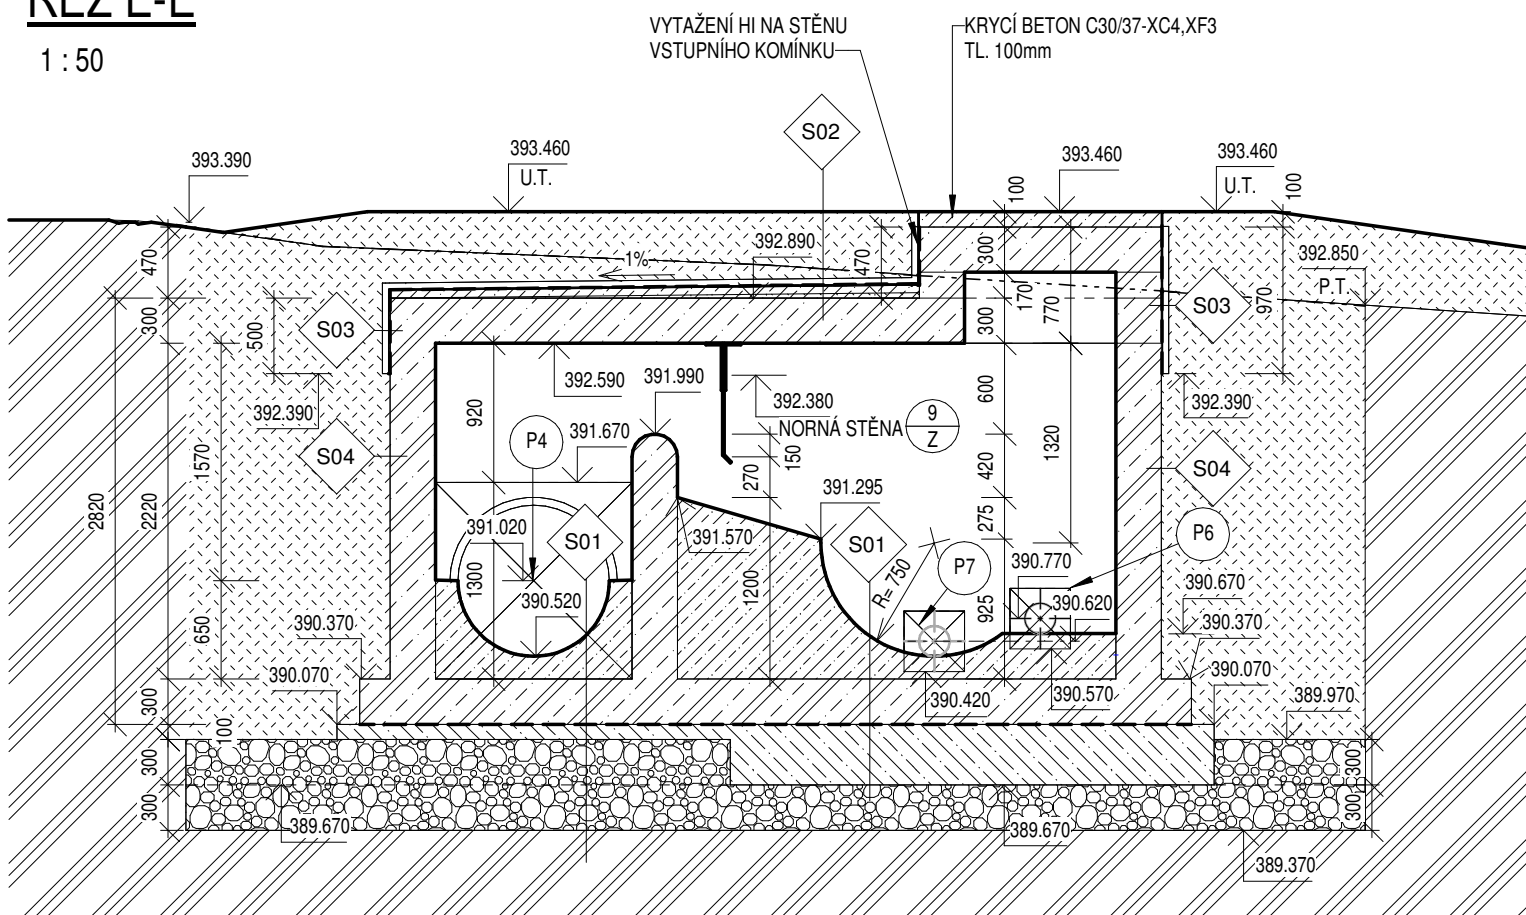 ŘEZ E-E
1 : 50
VYTAŽENÍ HI NA STĚNU
VSTUPNÍHO KOMÍNKU
KRYCÍ BETON C30/37-XC4,XF3
TL. 100mm
S02
393.390
393.460
U.T.
393.460
393.460
U.T.
100
100
470
392.890
1%
470
300
392.850
P.T.
S03
500
300
170
300
770
S03
970
392.390
392.590
391.990
392.380
600
392.390
920
P4
391.670
NORNÁ STĚNA
9
Z
S04
150
270
420
1320
S04
1570
2820
2220
391.020
S01
391.570
391.295
S01
275
P6
R= 750
P7
390.770
390.670
1300
390.520
1200
925
390.620
390.370
390.370
650
390.070
390.420
390.570
390.070
389.970
300
100
300
300
389.670
389.670
300
300
389.370